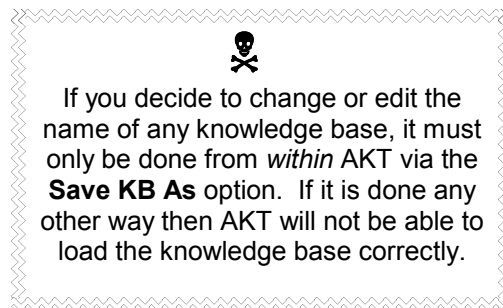 If you decide to change or edit the
name of any knowledge base, it must
only be done from within AKT via the
Save KB As option.  If it is done any
other way then AKT will not be able to
load the knowledge base correctly.